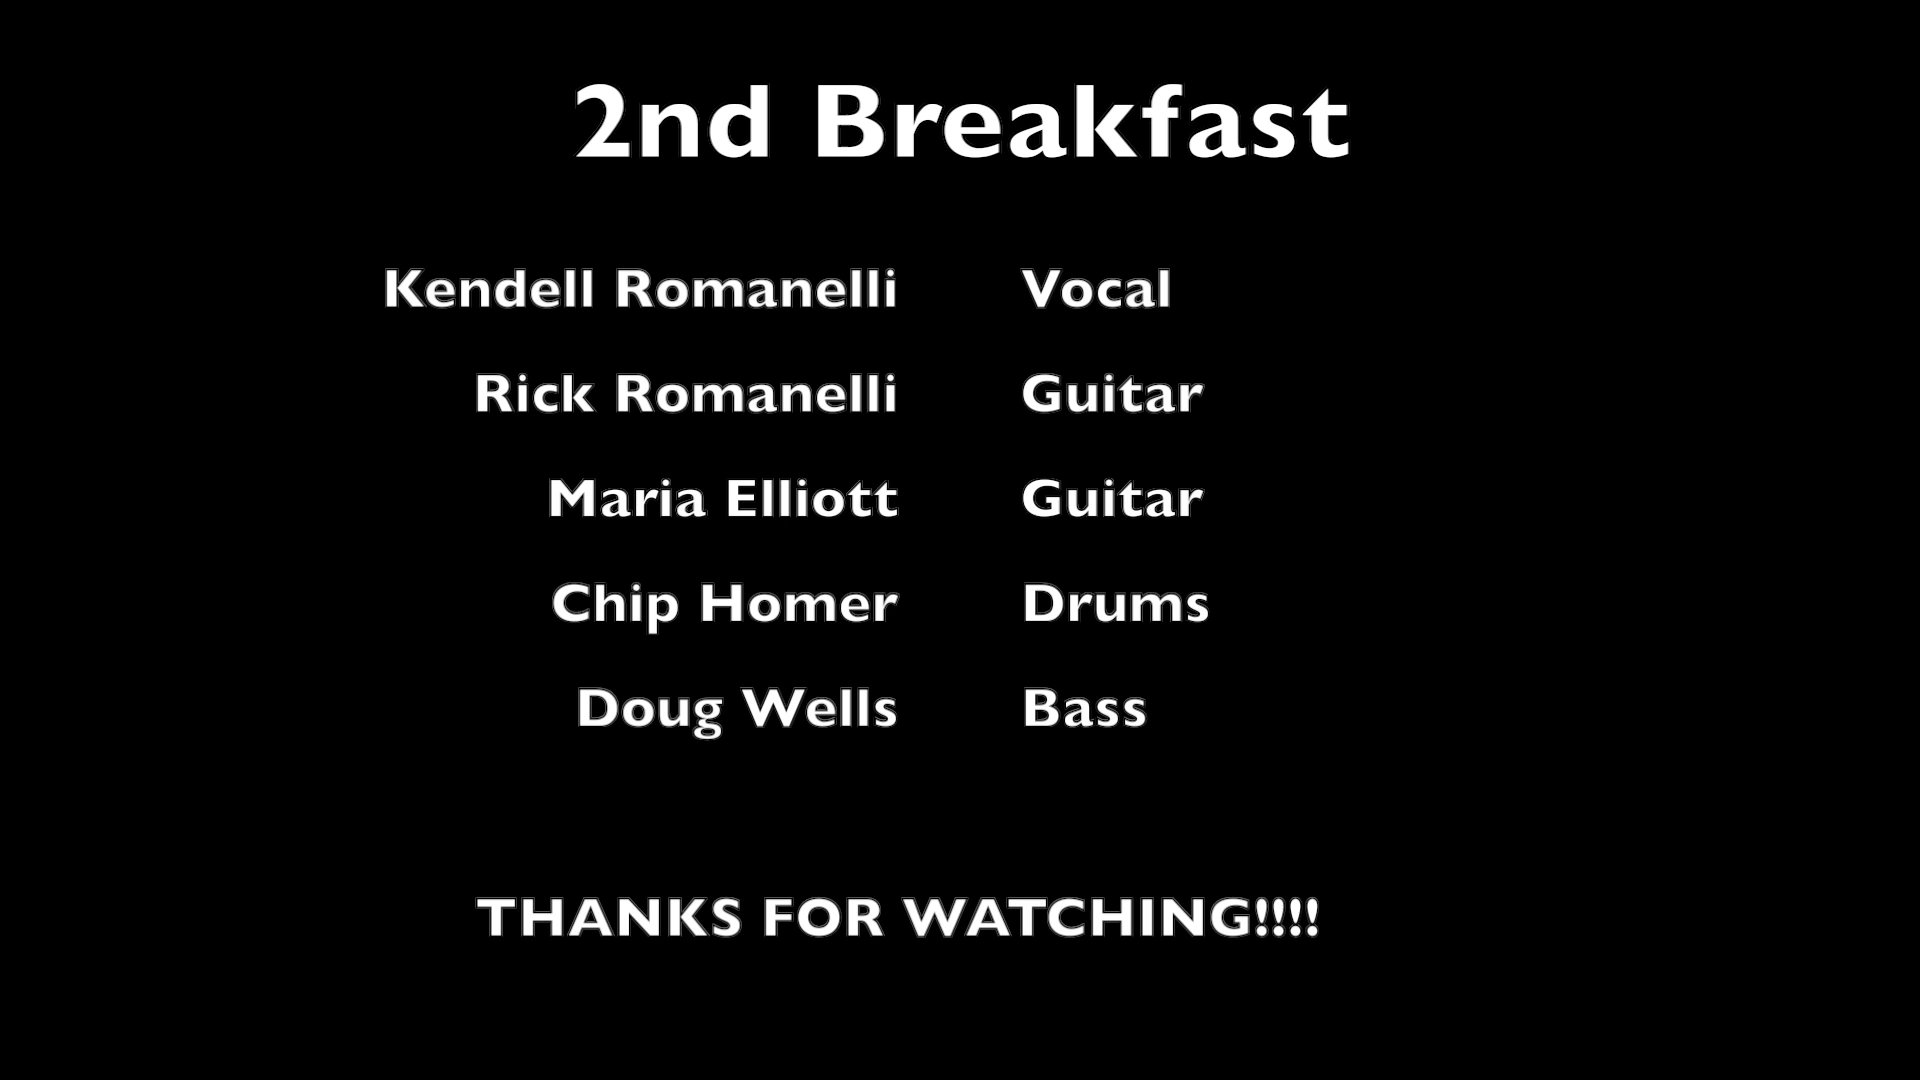 2nd Breakfast
Kendell Romanelli Vocal
Rick Romanelli Guitar
Maria Elliott Guitar
Chip Homer Drums
Doug Wells Bass
THANKS FOR WATCHING!!!!